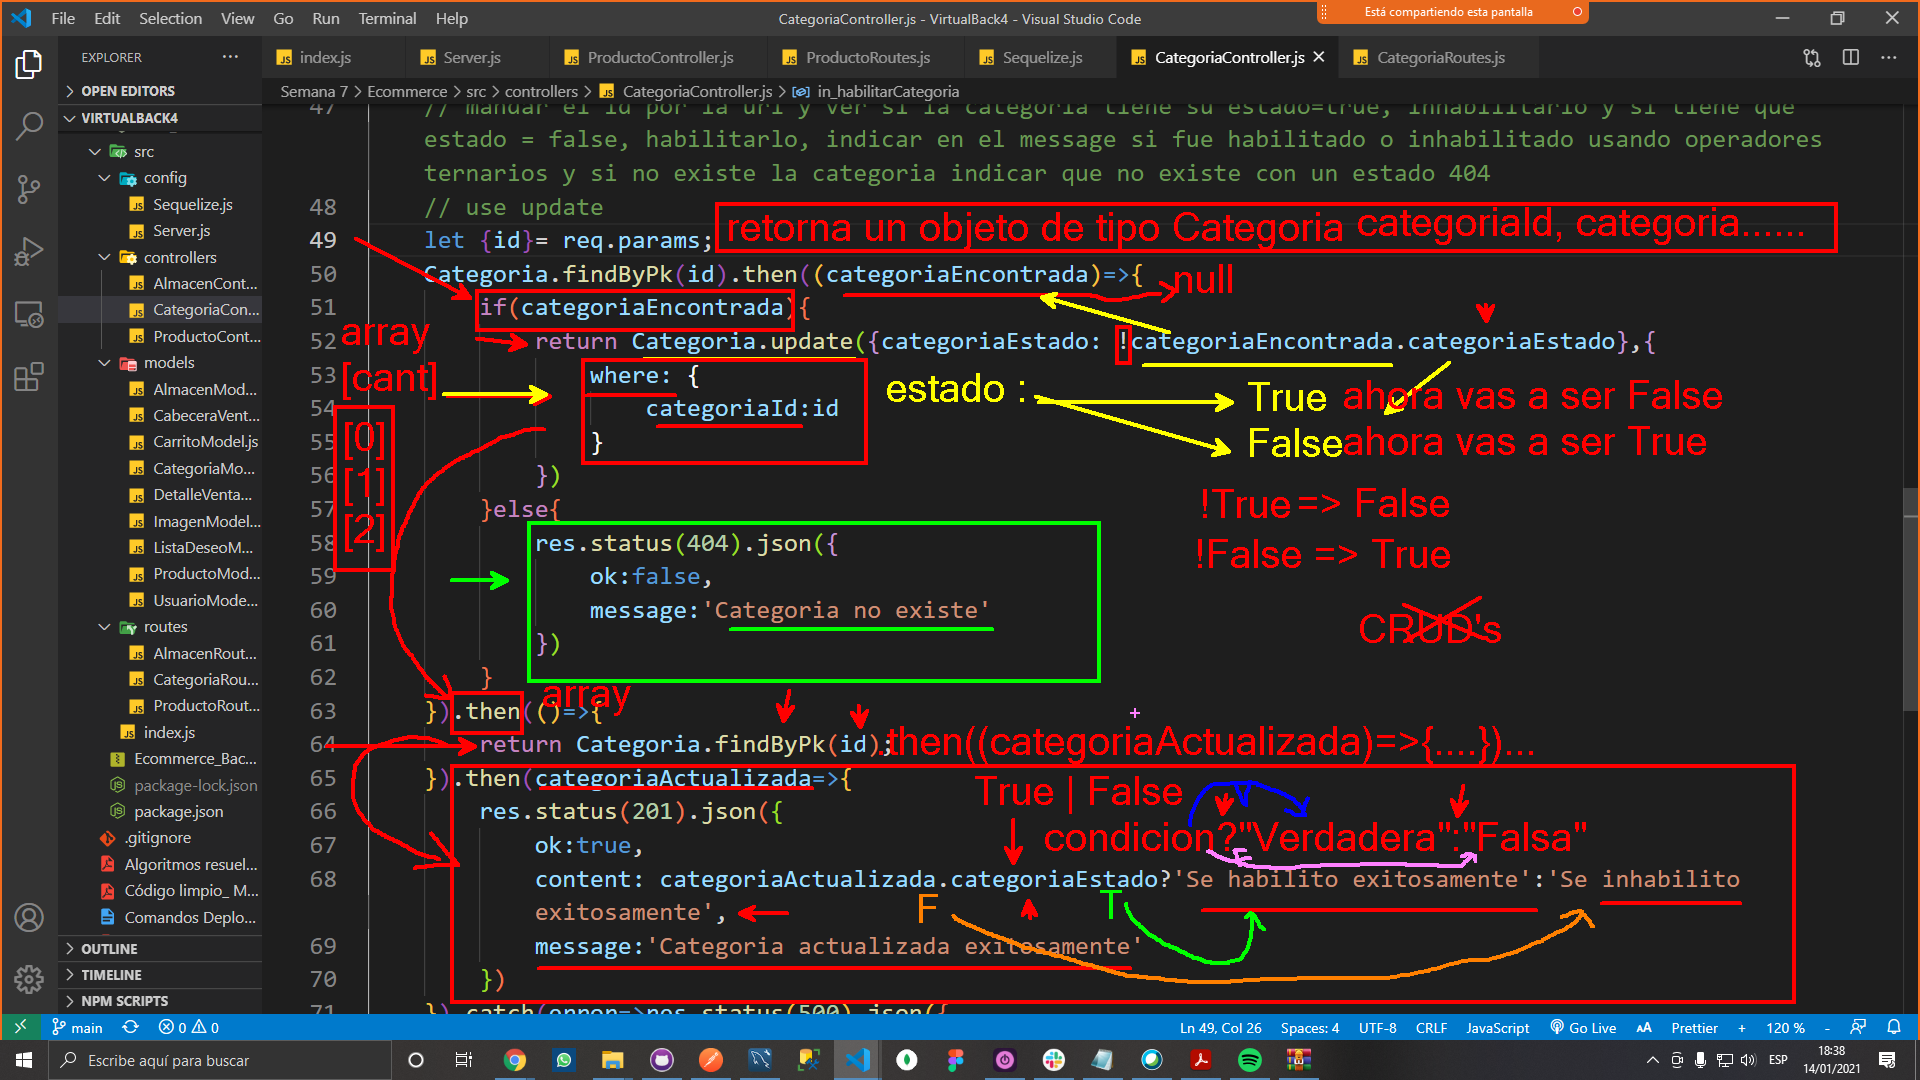 File Edit Selection View Go Run Terminal Help
CategoriaController.js - VirtualBack4 - Visual Studio Code
Está compartiendo esta pantalla
EXPLORER
index.js
Server.js
ProductoController.js
ProductoRoutes.js
Sequelize.js
CategoriaController.js
CategoriaRoutes.js
OPEN EDITORS
VIRTUALBACK4
src
config
Sequelize.js
Server.js
controllers
AlmacenCont...
CategoriaCon...
ProductoCont...
models
AlmacenMod...
CabeceraVent...
CarritoModel.js
CategoriaMo...
DetalleVenta...
ImagenModel...
ListaDeseoM...
ProductoMod...
UsuarioMode...
routes
AlmacenRout...
CategoriaRou...
ProductoRout...
index.js
Ecommerce_Bac...
package-lock.json
package.json
.gitignore
Algoritmos resuel...
Código limpio_ M...
Comandos Deplo...
OUTLINE
TIMELINE
NPM SCRIPTS
Semana 7 > Ecommerce > src > controllers > CategoriaController.js > in_habilitarCategoria
47 // mandar el id por la url y ver si la categoria tiene su estado=true, inhabilitarlo y si tiene que
estado = false, habilitarlo, indicar en el message si fue habilitado o inhabilitado usando operadores
ternarios y si no existe la categoria indicar que no existe con un estado 404
48 // use update
49 let {id}= req.params;
retorna un objeto de tipo Categoria categoriaId, categoria......
50 Categoria.findByPk(id).then((categoriaEncontrada)=>{
null
51 if(categoriaEncontrada){
array
52 return Categoria.update({categoriaEstado: !categoriaEncontrada.categoriaEstado},{
[cant]
53 where: {
estado :
True ahora vas a ser False
54 categoriaId:id
[0]
55 }
False ahora vas a ser True
[1]
56 })
!True => False
57 }else{
[2]
58 res.status(404).json({
!False => True
59 ok:false,
60 message:'Categoria no existe'
CRUD's
61 })
62 }
array
63 }).then(()=>{
64 return Categoria.findByPk(id);
.then((categoriaActualizada)=>{....})...
65 }).then(categoriaActualizada=>{
True | False
66 res.status(201).json({
67 ok:true,
condicion?"Verdadera":"Falsa"
68 content: categoriaActualizada.categoriaEstado?'Se habilito exitosamente':'Se inhabilito
exitosamente',
F
T
69 message:'Categoria actualizada exitosamente'
70 })
71 }).catch(error=>res.status(500).json({
main
0 0
Ln 49, Col 26 Spaces: 4 UTF-8 CRLF JavaScript Go Live AA Prettier + 120 % -
Escribe aquí para buscar
ESP
18:38
14/01/2021